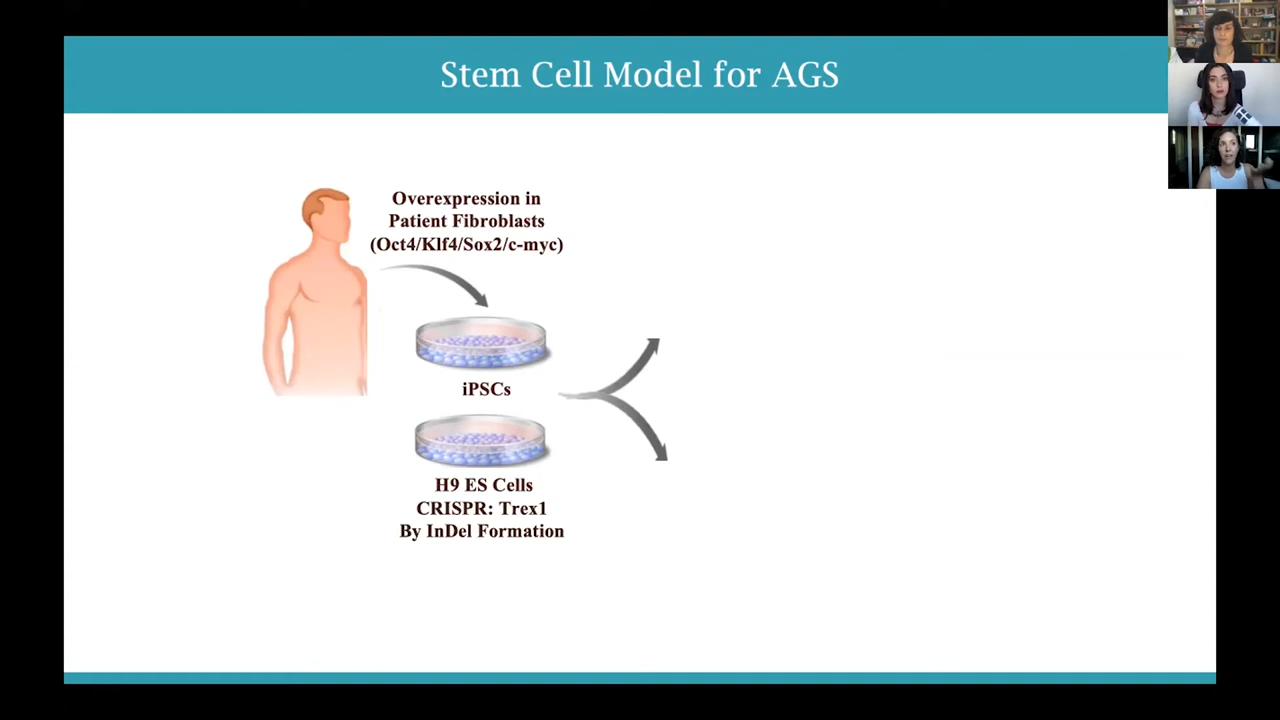 Stem Cell Model for AGS
Overexpression in
Patient Fibroblasts
(Oct4/Klf4/Sox2/c-myc)
iPSCs
H9 ES Cells
CRISPR: Trex1
By InDel Formation